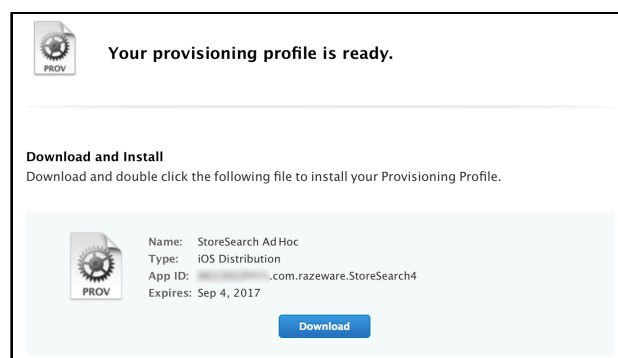 PROV
Your provisioning profile is ready.
Download and Install
Download and double click the following file to install your Provisioning Profile.
PROV
Name: StoreSearch Ad Hoc
Type: iOS Distribution
App ID: .com.razeware.StoreSearch4
Expires: Sep 4, 2017
Download